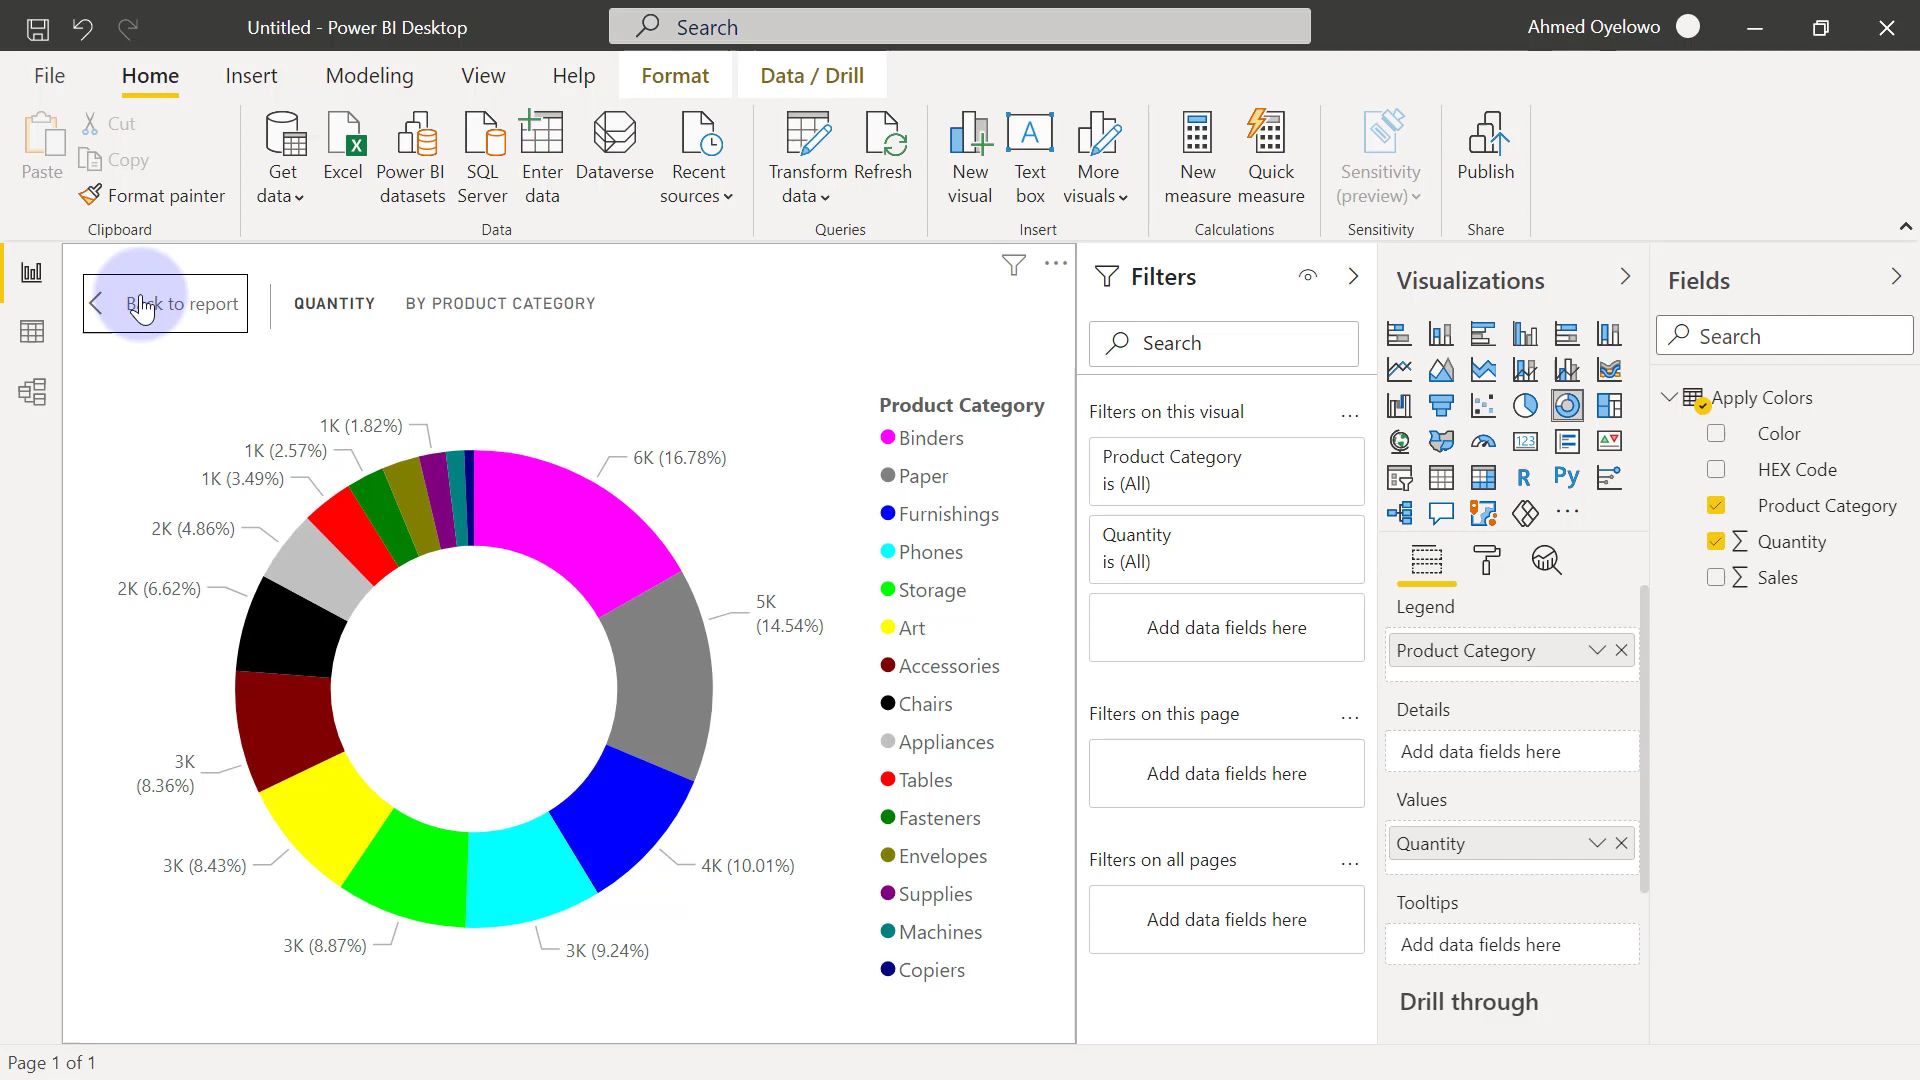 Untitled - Power BI Desktop
Search
Ahmed Oyelowo
File
Home
Insert
Modeling
View
Help
Format
Data / Drill
Paste
Cut
Copy
Format painter
Clipboard
Get
data
Excel
Power BI
datasets
SQL
Server
Enter
data
Dataverse
Recent
sources
Data
Transform
data
Refresh
Queries
New
visual
A
Text
box
More
visuals
Insert
New
measure
Quick
measure
Calculations
Sensitivity
(preview)
Sensitivity
Publish
Share
Back to report
QUANTITY
BY PRODUCT CATEGORY
1K (1.82%)
1K (2.57%)
1K (3.49%)
2K (4.86%)
2K (6.62%)
3K
(8.36%)
3K (8.43%)
3K (8.87%)
3K (9.24%)
4K (10.01%)
5K
(14.54%)
6K (16.78%)
Product Category
Binders
Paper
Furnishings
Phones
Storage
Art
Accessories
Chairs
Appliances
Tables
Fasteners
Envelopes
Supplies
Machines
Copiers
Filters
Search
Filters on this visual
...
Product Category
is (All)
Quantity
is (All)
Add data fields here
Filters on this page
...
Add data fields here
Filters on all pages
...
Add data fields here
Visualizations
123
R
Py
...
Legend
Product Category
Details
Add data fields here
Values
Quantity
Tooltips
Add data fields here
Drill through
Fields
Search
Apply Colors
Color
HEX Code
Product Category
∑ Quantity
∑ Sales
Page 1 of 1